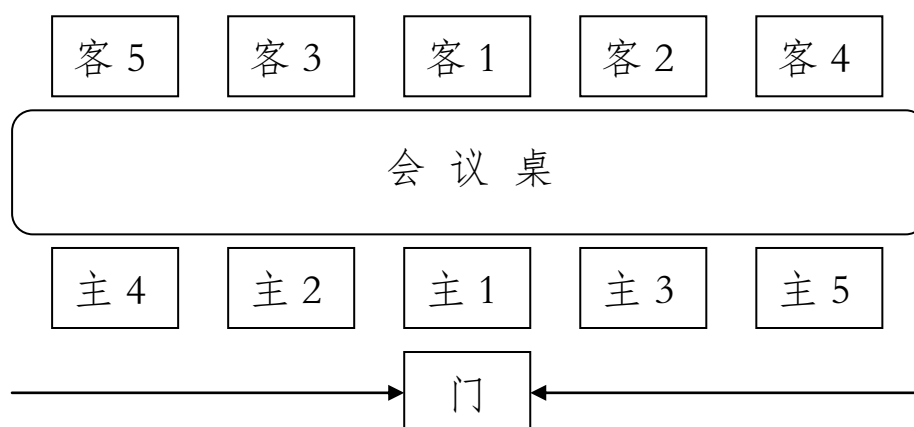 客 5 客 3 客 1 客 2 客 4
会 议 桌
主 4 主 2 主 1 主 3 主 5
门